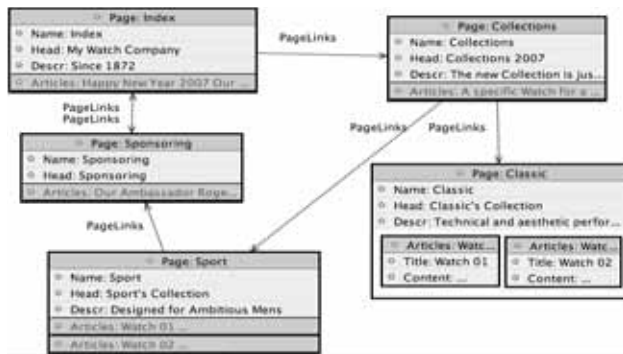 Page: Index
Name: Index
Head: My Watch Company
Descr: Since 1872
Articles: Happy New Year 2007 Our ...
PageLinks
Page: Collections
Name: Collections
Head: Collections 2007
Descr: The new Collection is jus...
Articles: A specific Watch for a ...
PageLinks
PageLinks
PageLinks
PageLinks
Page: Sponsoring
Name: Sponsoring
Head: Sponsoring
Articles: Our Ambassador Roge...
PageLinks
Page: Classic
Name: Classic
Head: Classic's Collection
Descr: Technical and aesthetic perfor...
Articles: Watc...
Title: Watch 01
Content: ...
Articles: Watc...
Title: Watch 02
Content: ...
Page: Sport
Name: Sport
Head: Sport's Collection
Descr: Designed for Ambitious Mens
Articles: Watch 01 ...
Articles: Watch 02 ...